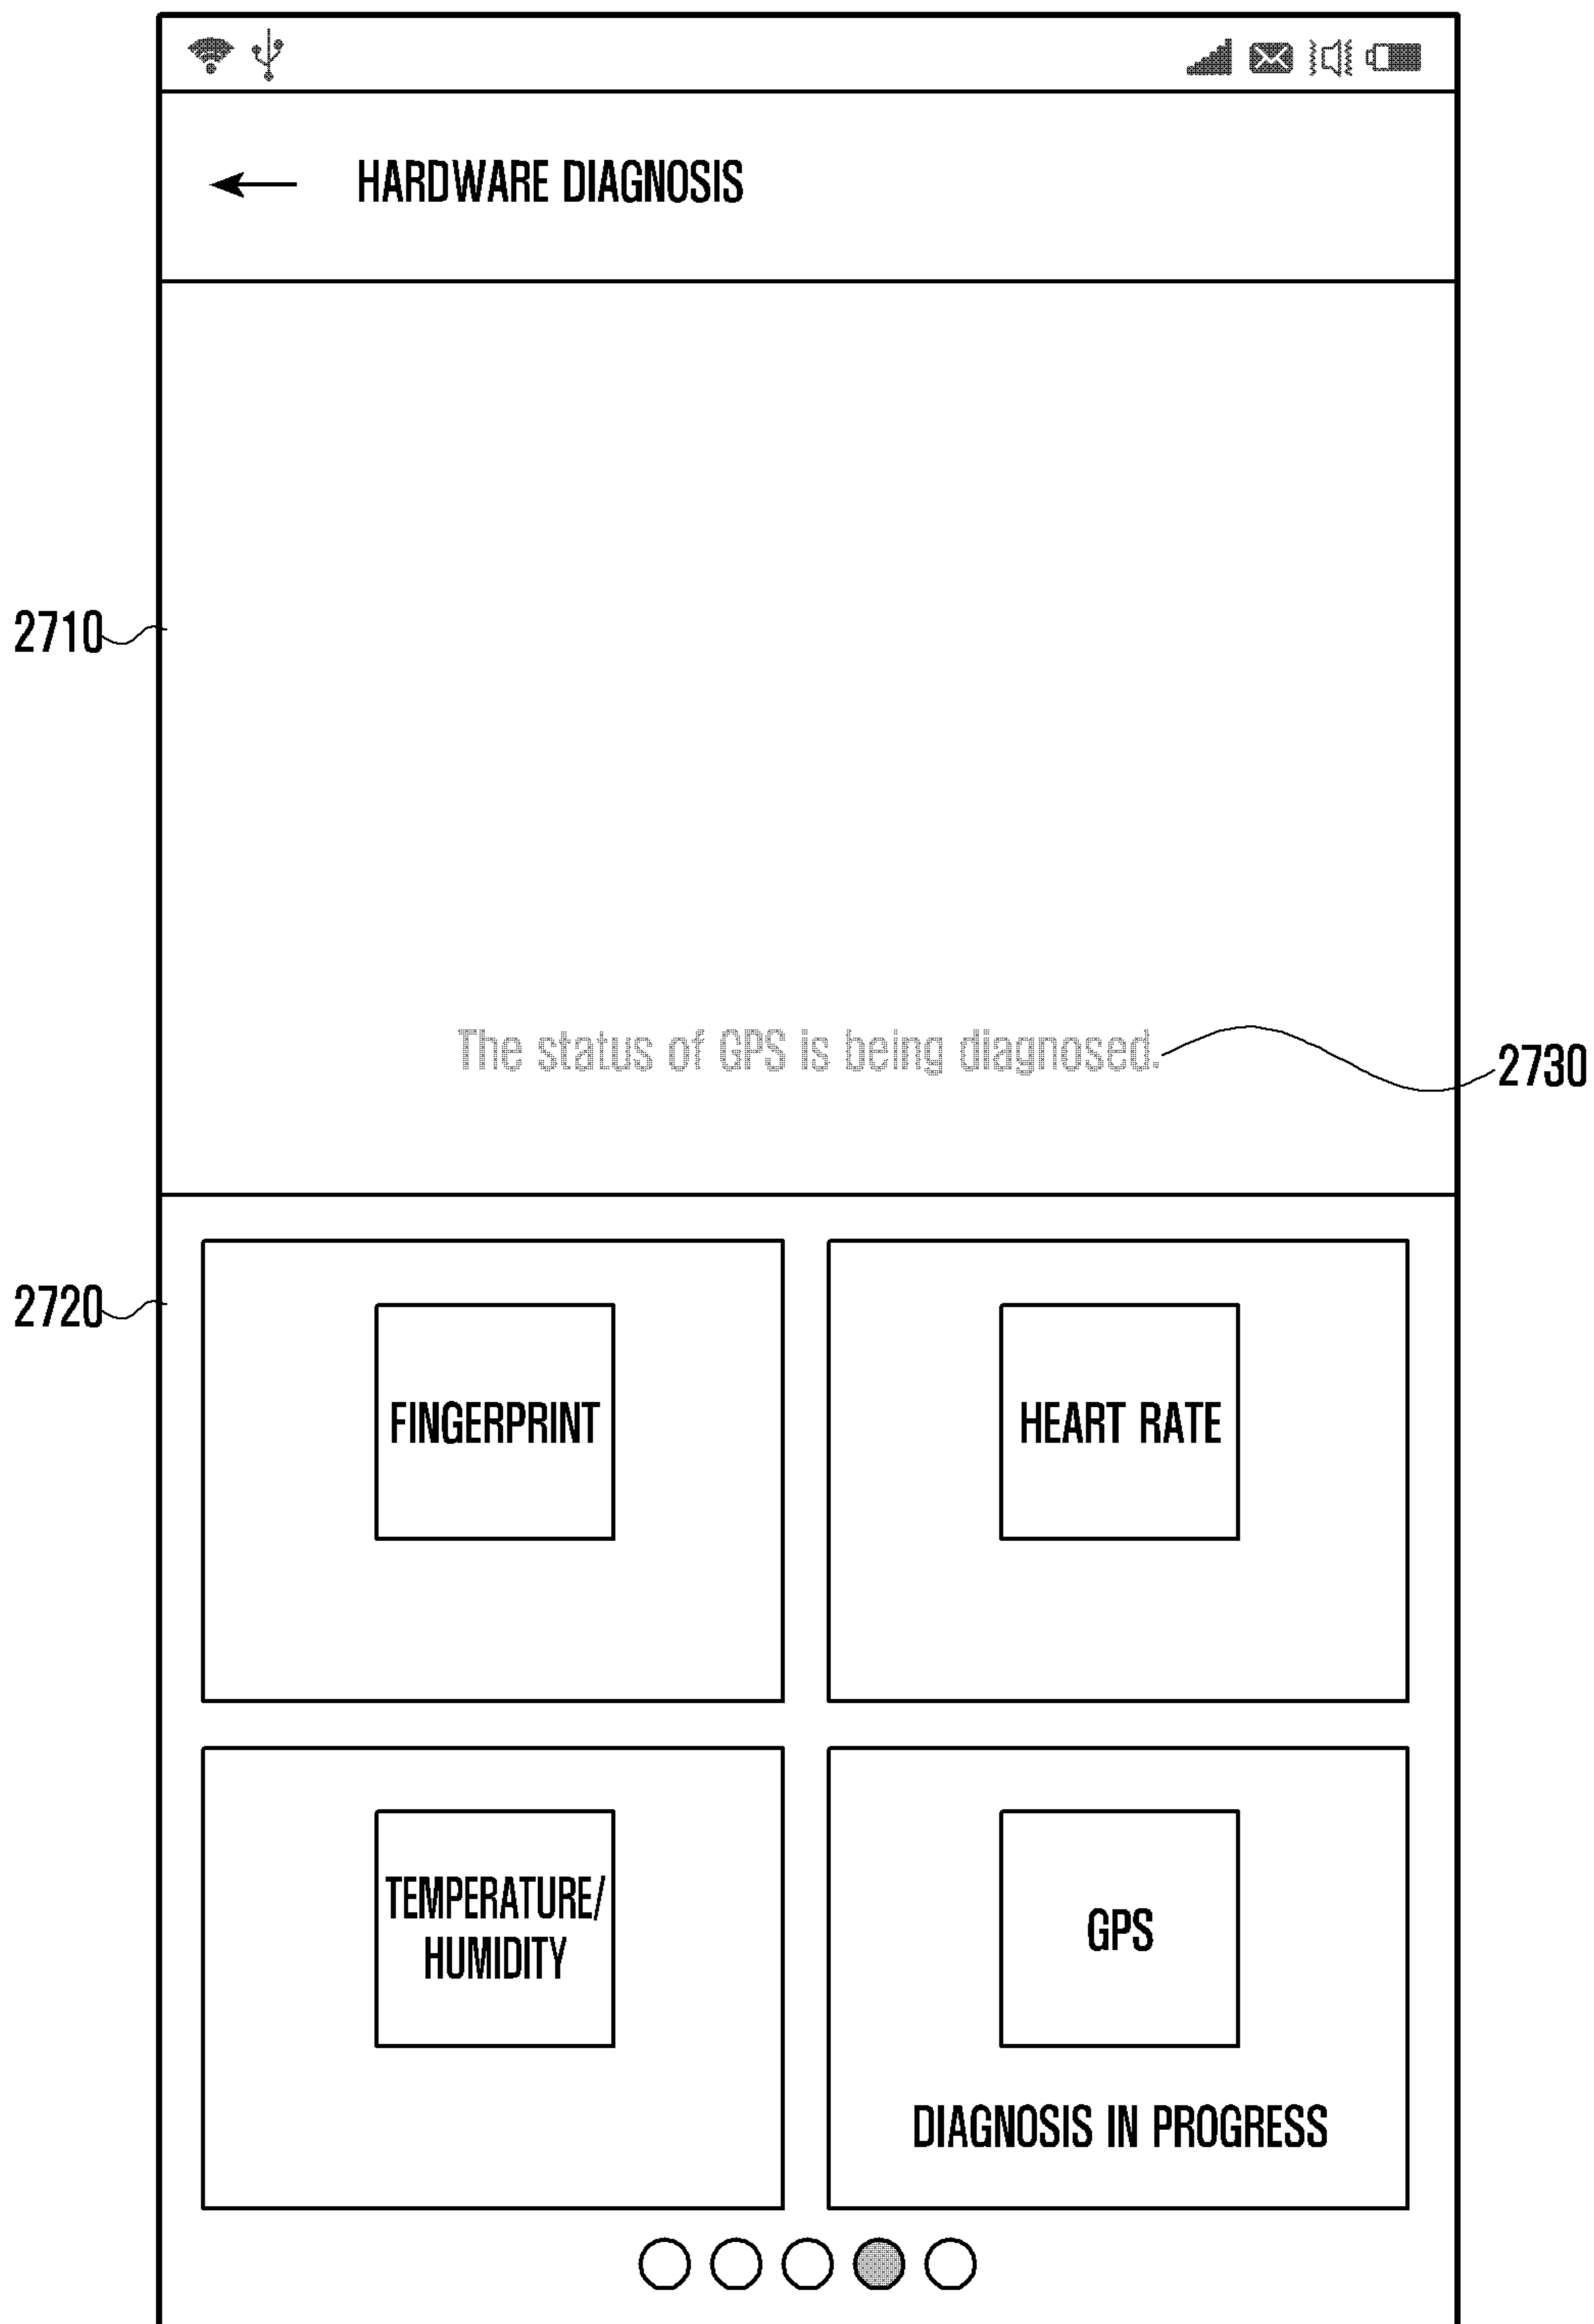 HARDWARE DIAGNOSIS
2710
The status of GPS is being diagnosed.
2730
2720
FINGERPRINT
HEART RATE
TEMPERATURE/
HUMIDITY
GPS
DIAGNOSIS IN PROGRESS